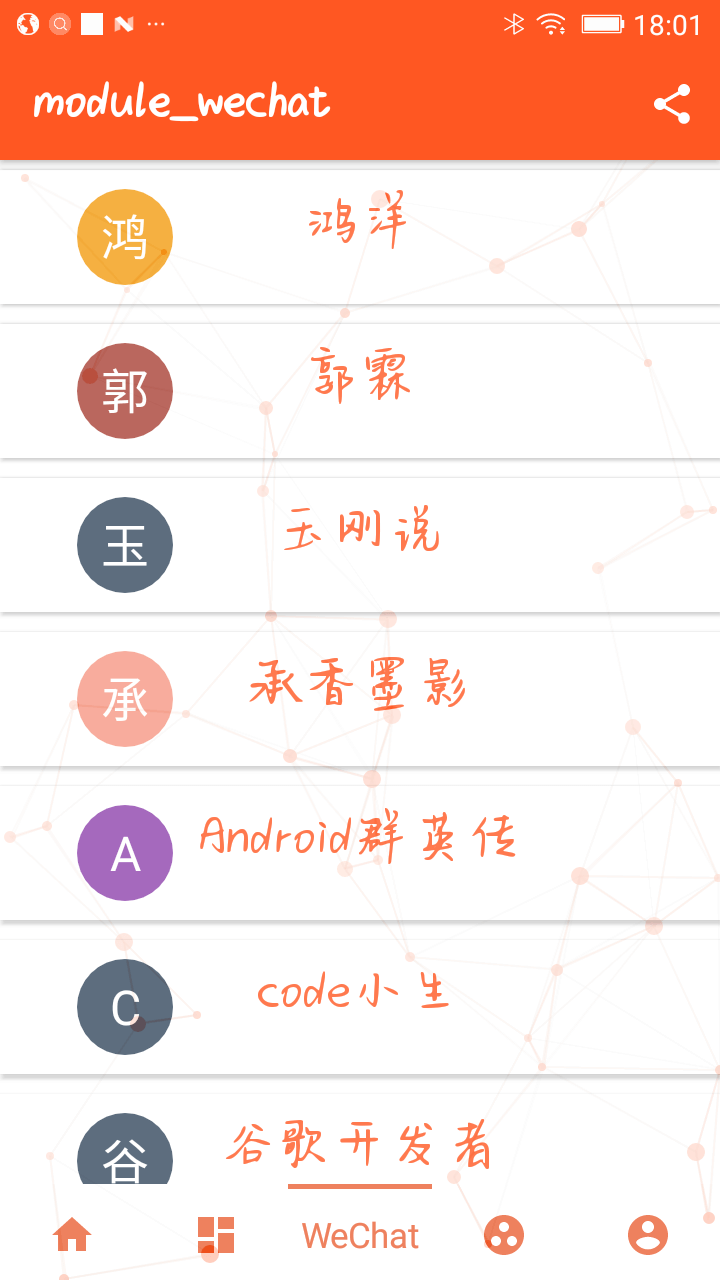 18:01
module_wechat
鸿 鸿洋
郭 郭霖
玉 玉刚说
承 承香墨影
A Android群英传
C code小生
谷 谷歌开发者
WeChat